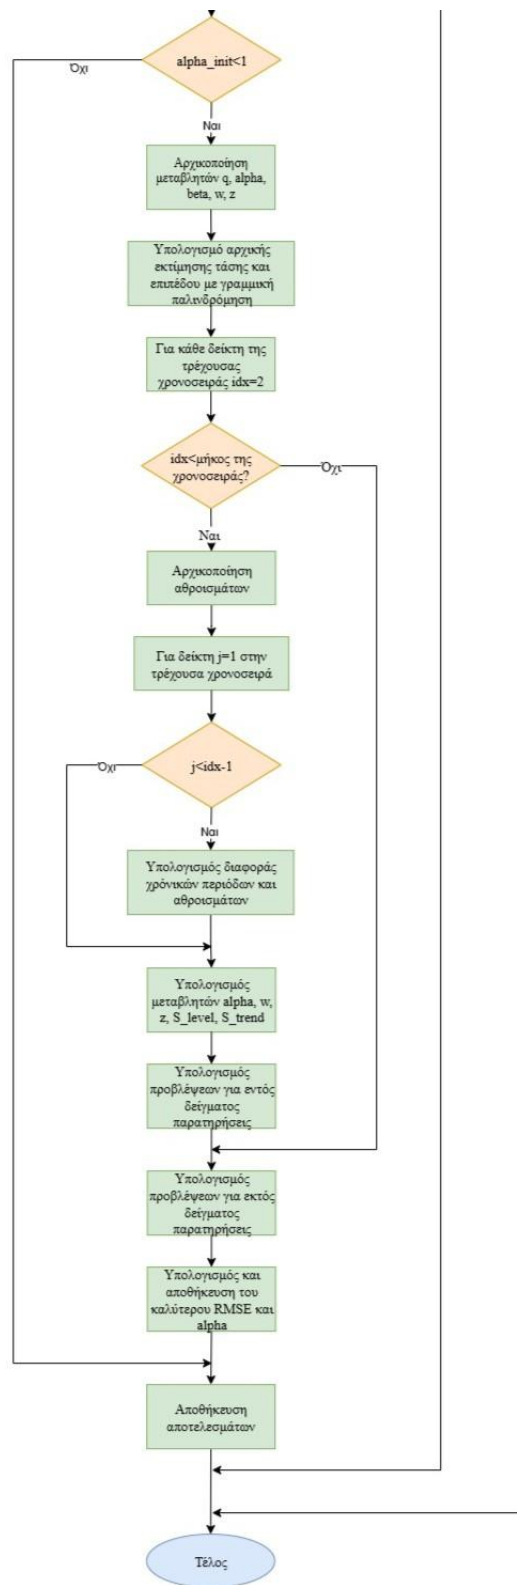 alpha_init<1
Όχι
Ναι
Αρχικοποίηση
μεταβλητών q, alpha,
beta, w, z
Υπολογισμό αρχικής
εκτίμησης τάσης και
επιπέδου με γραμμική
παλινδρόμηση
Για κάθε δείκτη της
τρέχουσας
χρονοσειράς idx=2
idx<μήκος της
χρονοσειράς?
Όχι
Ναι
Αρχικοποίηση
αθροισμάτων
Για δείκτη j=1 στην
τρέχουσα χρονοσειρά
Όχι
j<idx-1
Ναι
Υπολογισμός διαφοράς
χρόνικών περιόδων και
αθροισμάτων
Υπολογισμός
μεταβλητών alpha, w,
z, S_level, S_trend
Υπολογισμός
προβλέψεων για εντός
δείγματος
παρατηρήσεις
Υπολογισμός
προβλέψεων για εκτός
δείγματος
παρατηρήσεις
Υπολογισμός και
αποθήκευση του
καλύτερου RMSE και
alpha
Αποθήκευση
αποτελεσμάτων
Τέλος